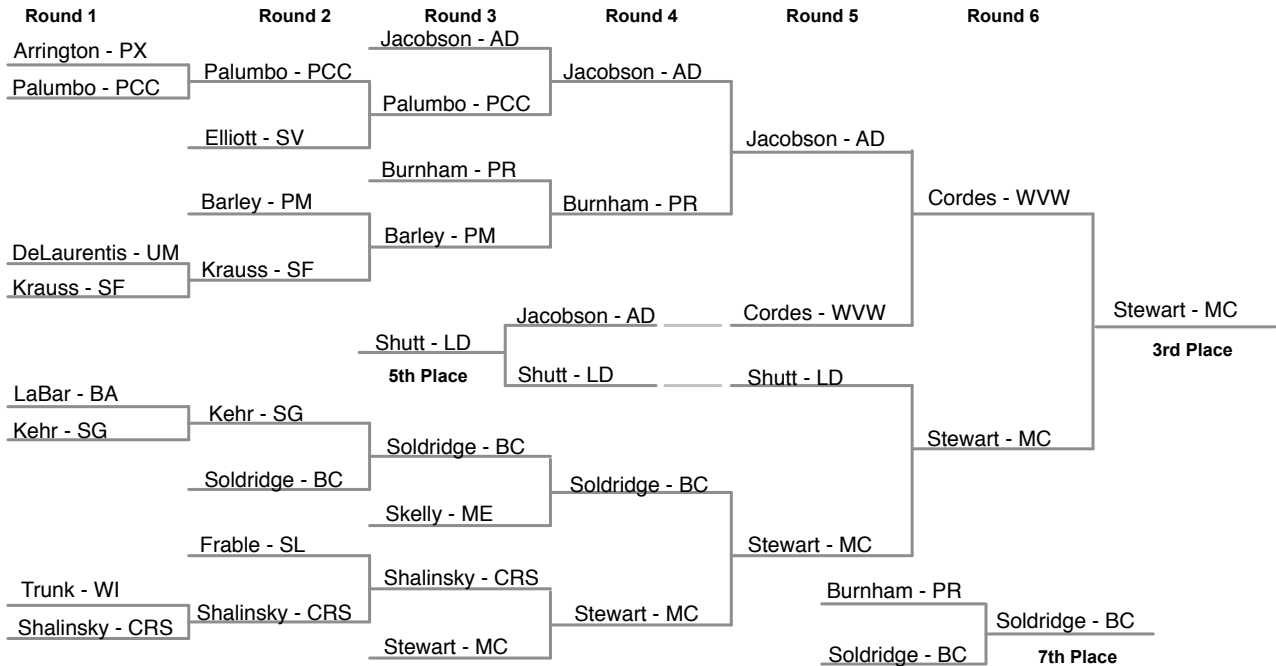 Round 1
Round 2
Round 3
Round 4
Round 5
Round 6
Arrington - PX
Palumbo - PCC
DeLaurentis - UM
Krauss - SF
LaBar - BA
Kehr - SG
Trunk - WI
Shalinsky - CRS
Palumbo - PCC
Elliott - SV
Barley - PM
Krauss - SF
Kehr - SG
Soldridge - BC
Frable - SL
Shalinsky - CRS
Jacobson - AD
Palumbo - PCC
Burnham - PR
Barley - PM
Shutt - LD
5th Place
Soldridge - BC
Skelly - ME
Shalinsky - CRS
Stewart - MC
Jacobson - AD
Burnham - PR
Jacobson - AD
Shutt - LD
Soldridge - BC
Stewart - MC
Jacobson - AD
Cordes - WVW
Shutt - LD
Stewart - MC
Burnham - PR
Soldridge - BC
Cordes - WVW
Stewart - MC
Soldridge - BC
7th Place
Stewart - MC
3rd Place